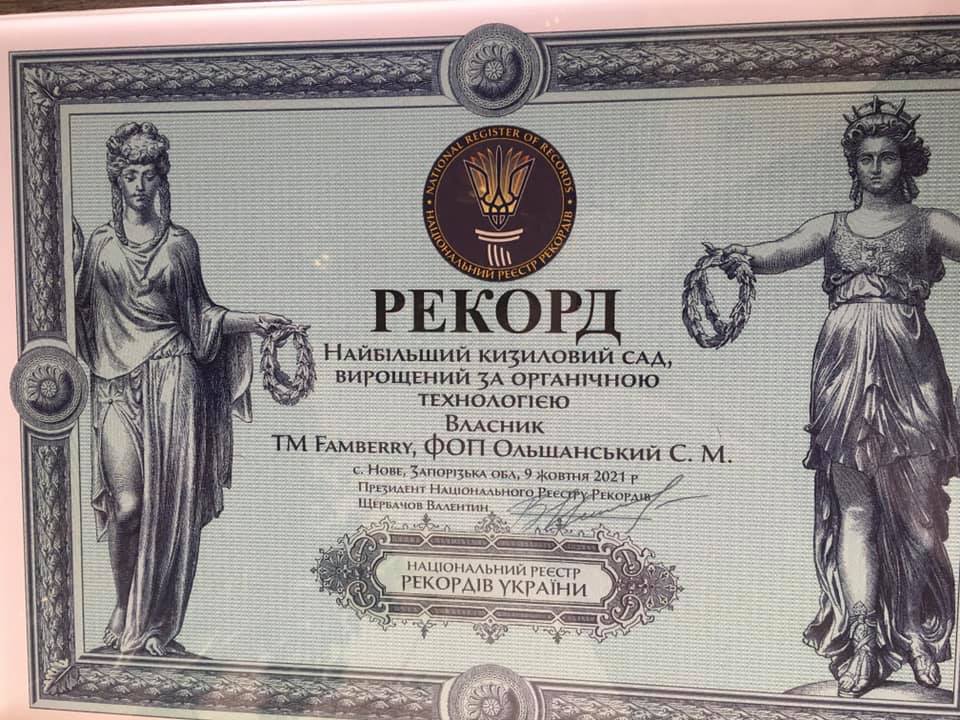 NATIONAL REGISTER OF RECORDS
НАЦІОНАЛЬНИЙ РЕЄСТР РЕКОРДІВ
РЕКОРД
Найбільший кизиловий сад,
вирощений за органічною
технологією
Власник
ТМ Famberry, ФОП Ольшанський С. М.
с. Нове, Запорізька обл, 9 жовтня 2021 р
Президент Національного Реєстру Рекордів
Щербачов Валентин
НАЦІОНАЛЬНИЙ РЕЄСТР
РЕКОРДІВ УКРАЇНИ